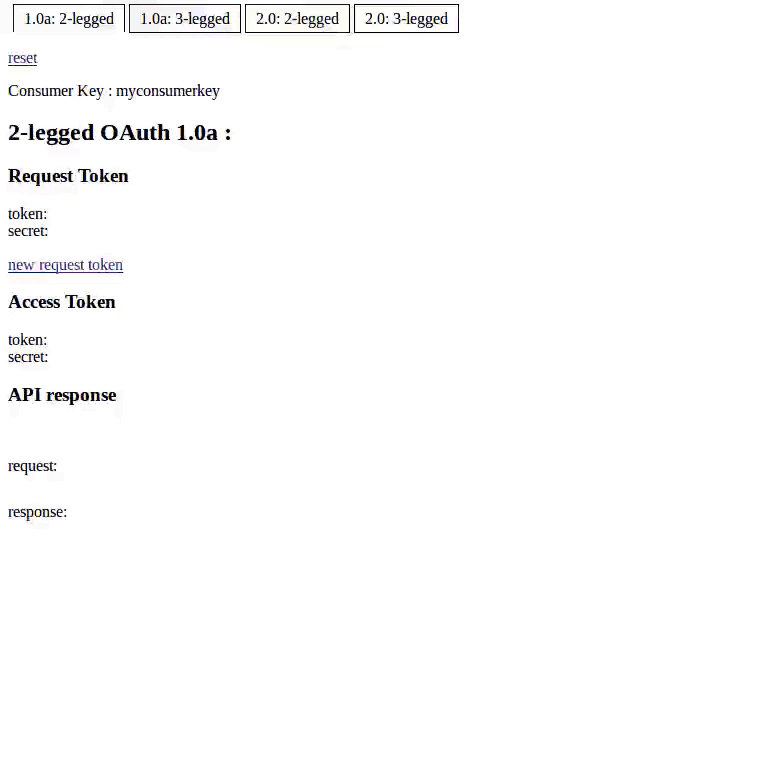 1.0a: 2-legged 1.0a: 3-legged 2.0: 2-legged 2.0: 3-legged
reset
Consumer Key : myconsumerkey
2-legged OAuth 1.0a :
Request Token
token:
secret:
new request token
Access Token
token:
secret:
API response
request:
response: